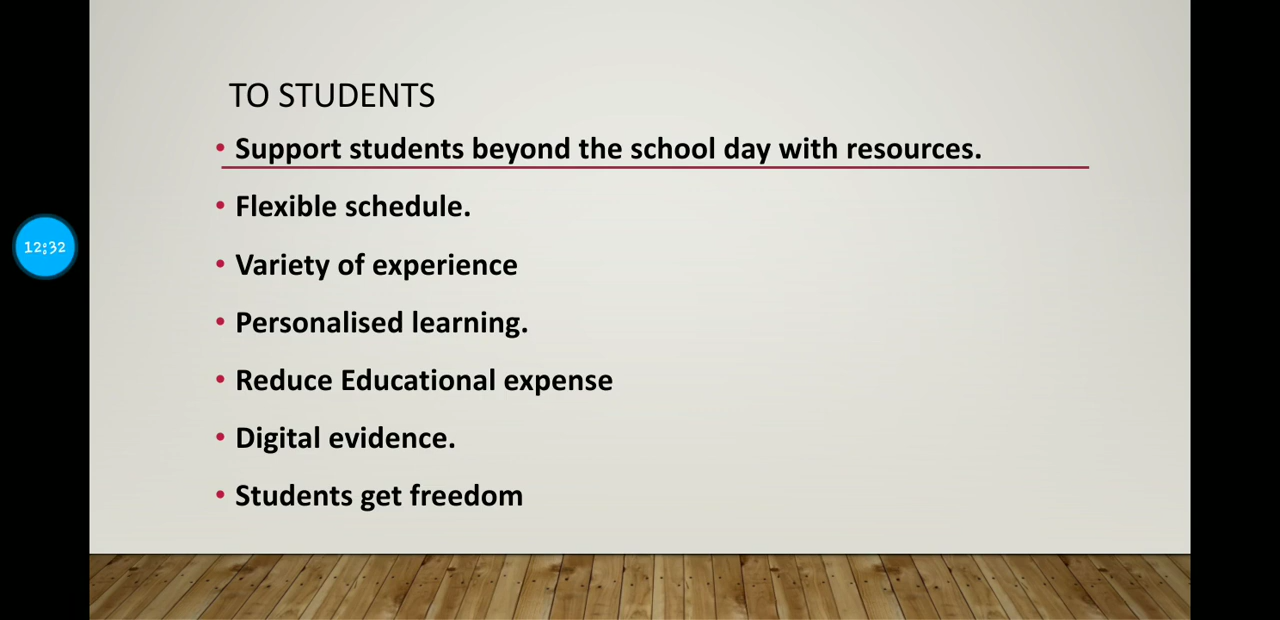 TO STUDENTS
• Support students beyond the school day with resources.
• Flexible schedule.
12:32
• Variety of experience
• Personalised learning.
• Reduce Educational expense
• Digital evidence.
• Students get freedom